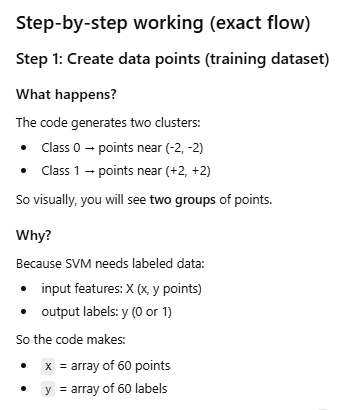 Step-by-step working (exact flow)
Step 1: Create data points (training dataset)
What happens?
The code generates two clusters:
• Class 0 → points near (-2, -2)
• Class 1 → points near (+2, +2)
So visually, you will see two groups of points.
Why?
Because SVM needs labeled data:
• input features: X (x, y points)
• output labels: y (0 or 1)
So the code makes:
• x = array of 60 points
• y = array of 60 labels